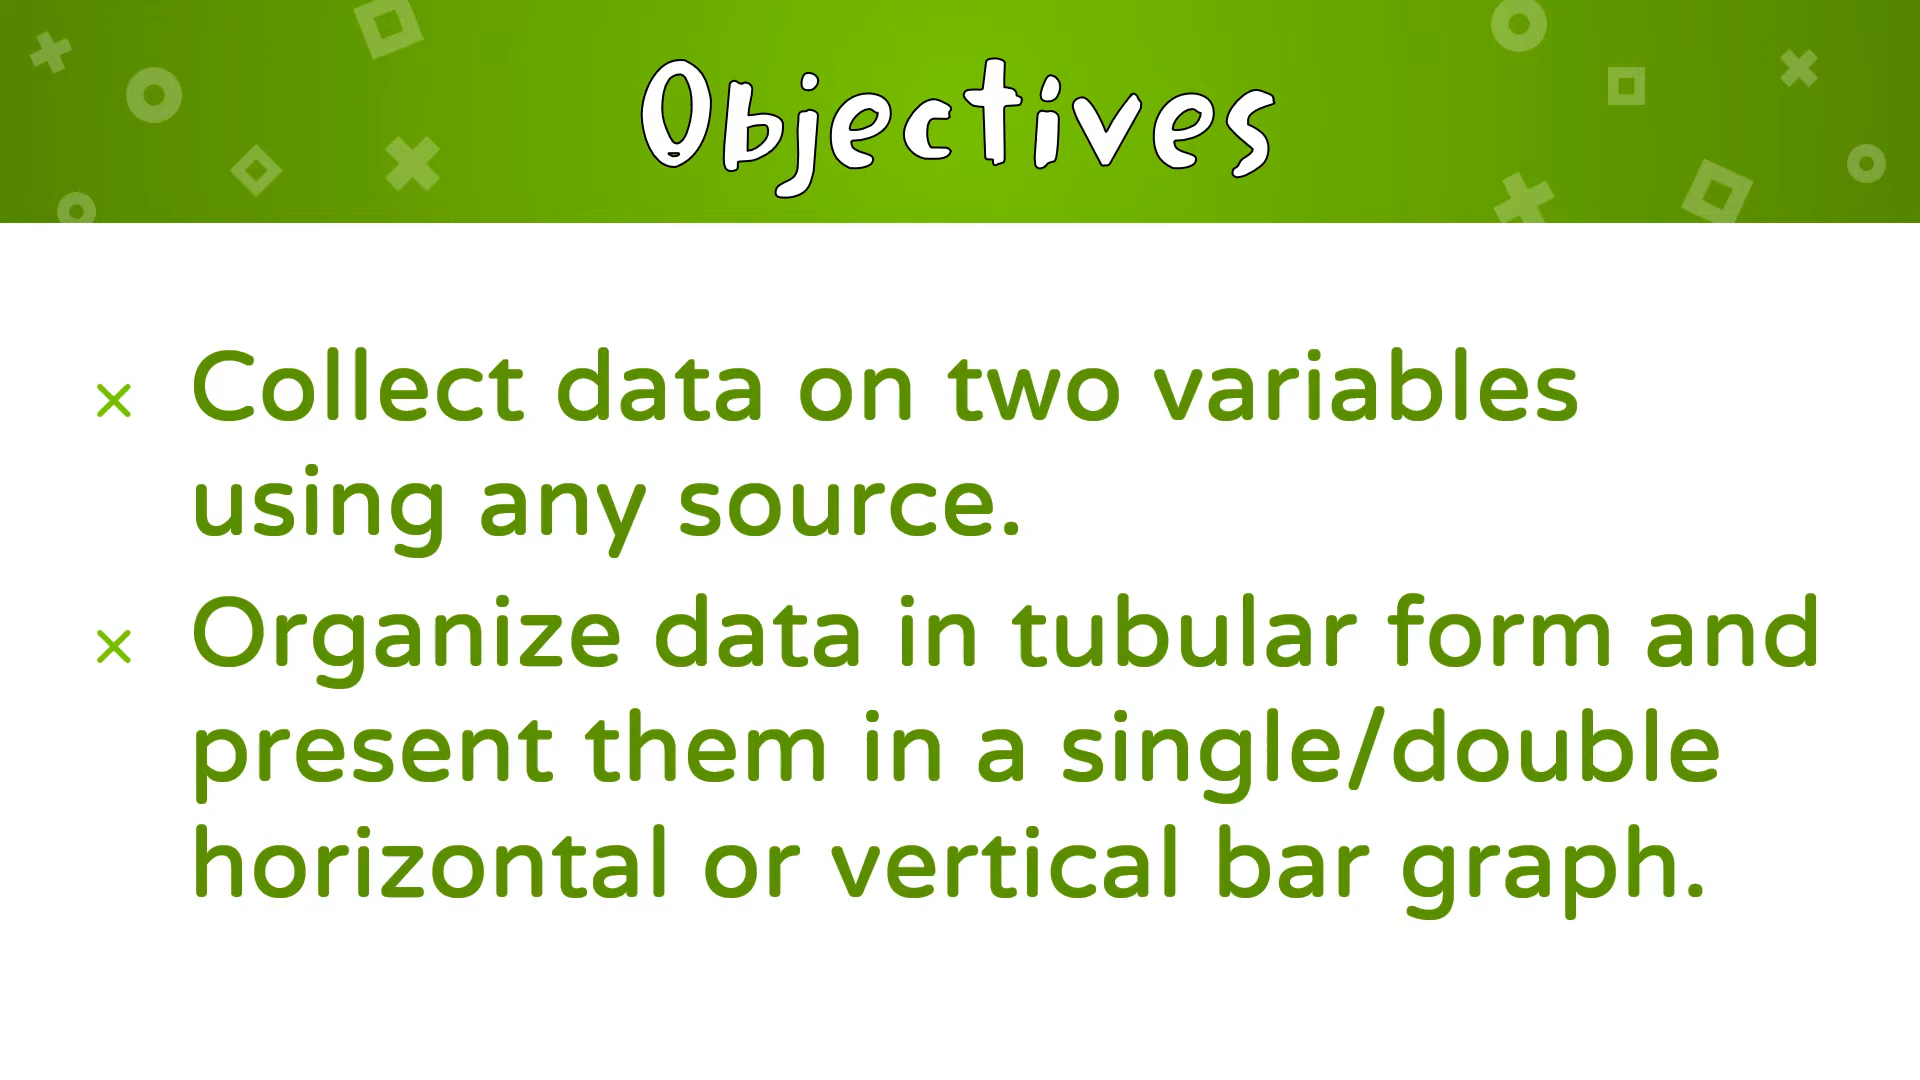 Objectives
Collect data on two variables
using any source.
Organize data in tubular form and
present them in a single/double
horizontal or vertical bar graph.